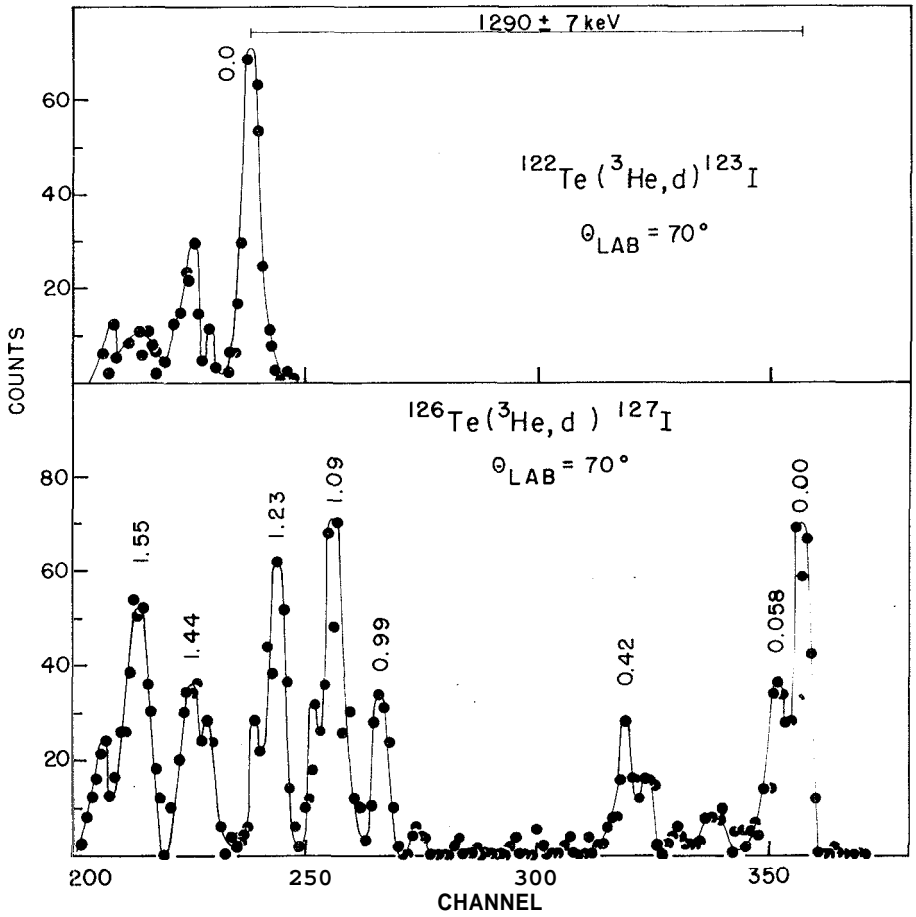 1290 ± 7 keV
0.0
60
40
20
¹²²Te (³He, d) ¹²³I
Θ LAB = 70°
COUNTS
¹²⁶Te (³He, d) ¹²⁷I
Θ LAB = 70°
80
60
40
20
1.55
1.44
1.23
1.09
0.99
0.42
0.058
0.00
200
250
300
350
CHANNEL